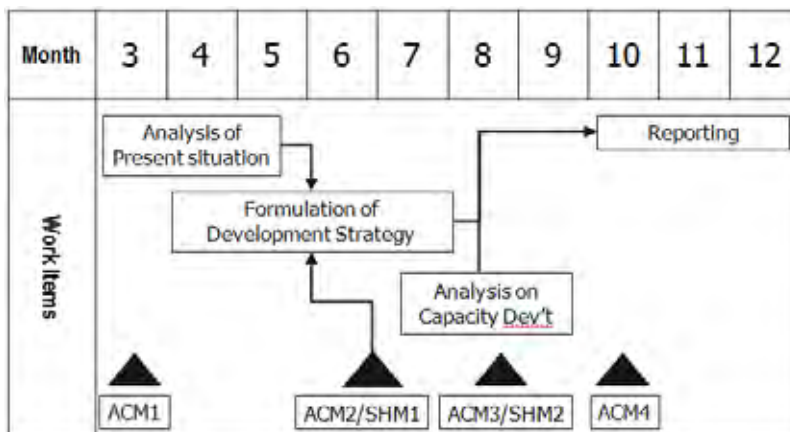 Month 3 4 5 6 7 8 9 10 11 12
Work Items
Analysis of
Present situation
Reporting
Formulation of
Development Strategy
Analysis on
Capacity Dev't
ACM1
ACM2/SHM1
ACM3/SHM2
ACM4